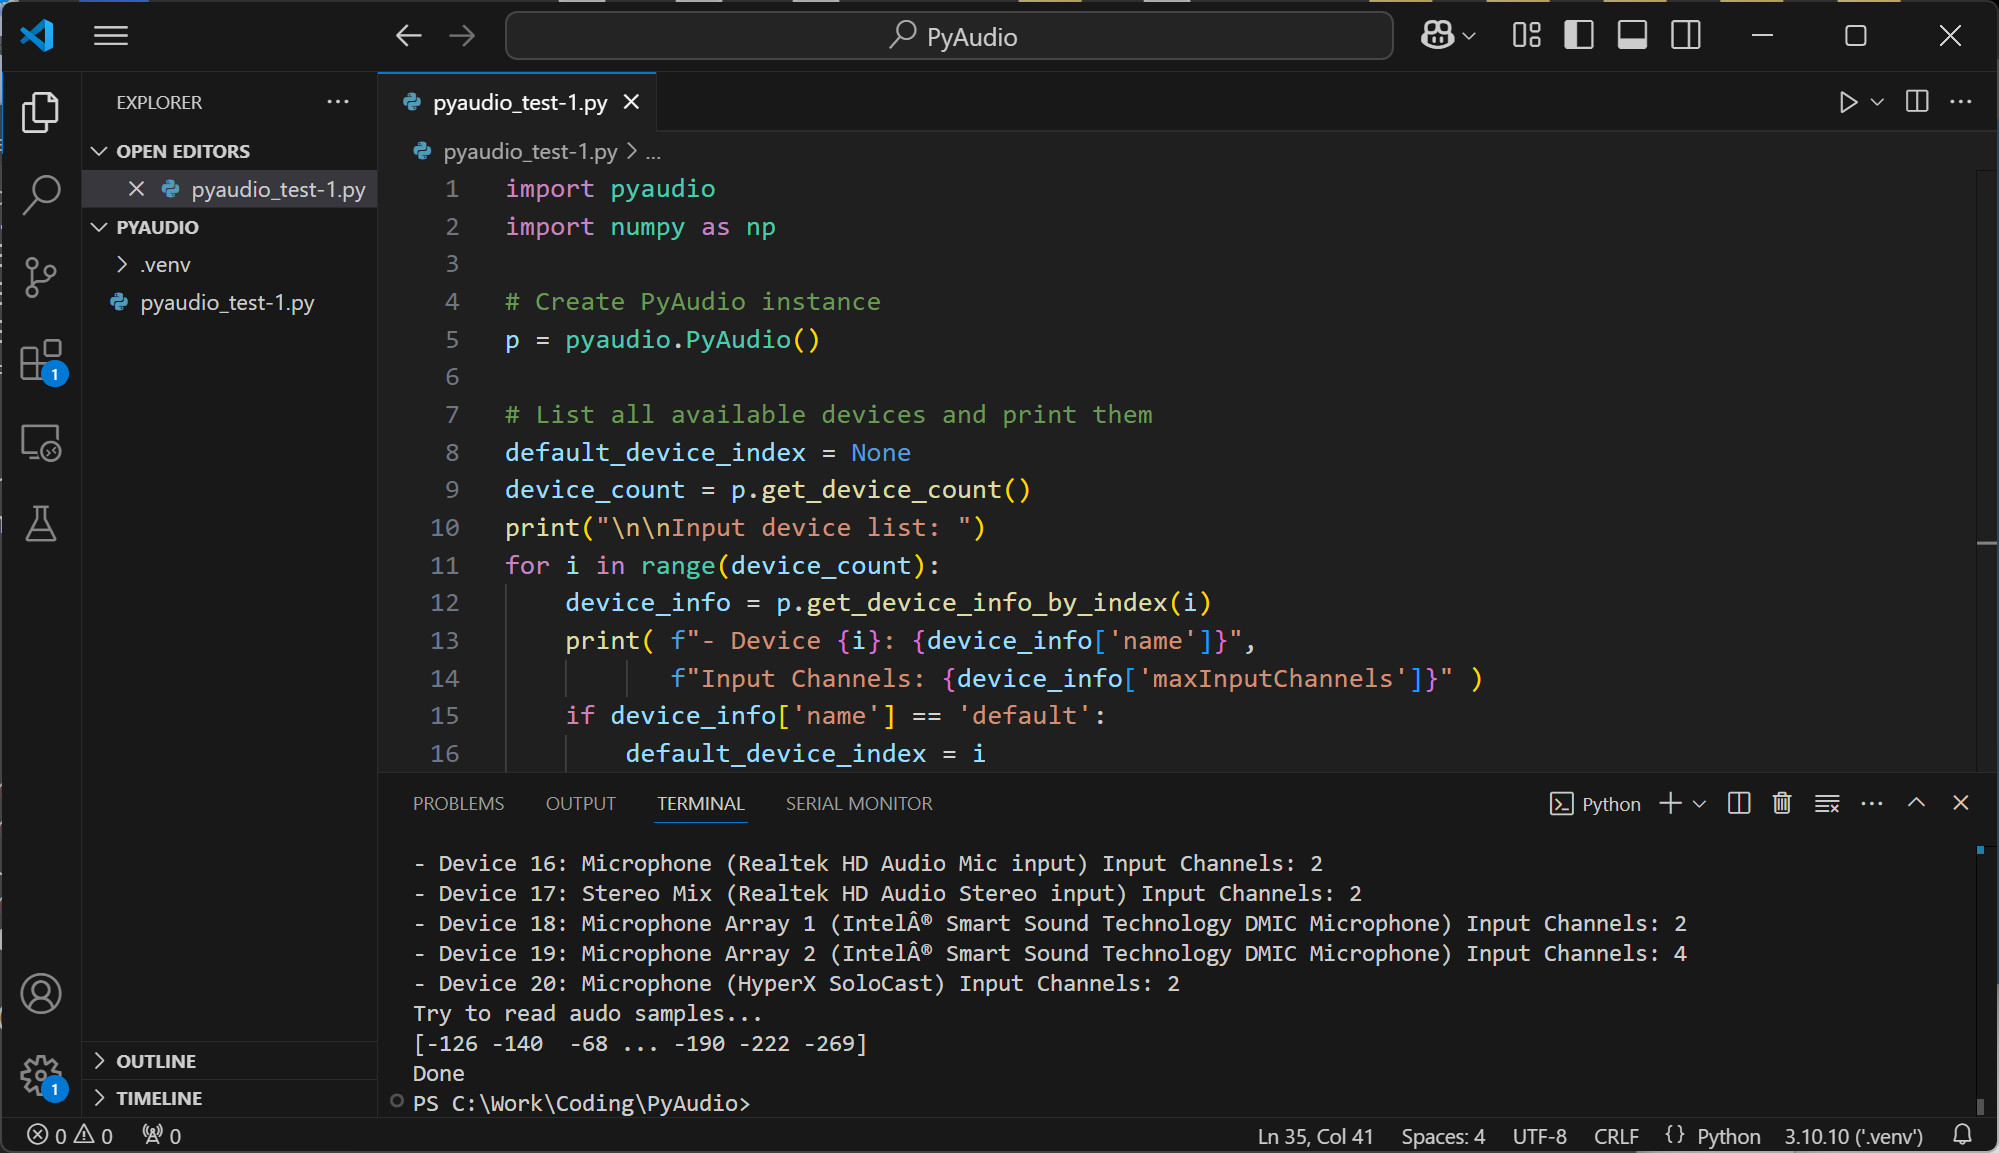 PyAudio
EXPLORER
OPEN EDITORS
pyaudio_test-1.py
PYAUDIO
.venv
pyaudio_test-1.py
1
OUTLINE
1
TIMELINE
pyaudio_test-1.py
pyaudio_test-1.py > ...
1 import pyaudio
2 import numpy as np
3
4 # Create PyAudio instance
5 p = pyaudio.PyAudio()
6
7 # List all available devices and print them
8 default_device_index = None
9 device_count = p.get_device_count()
10 print("\n\nInput device list: ")
11 for i in range(device_count):
12 device_info = p.get_device_info_by_index(i)
13 print( f"- Device {i}: {device_info['name']}",
14 f"Input Channels: {device_info['maxInputChannels']}" )
15 if device_info['name'] == 'default':
16 default_device_index = i
PROBLEMS OUTPUT TERMINAL SERIAL MONITOR Python
- Device 16: Microphone (Realtek HD Audio Mic input) Input Channels: 2
- Device 17: Stereo Mix (Realtek HD Audio Stereo input) Input Channels: 2
- Device 18: Microphone Array 1 (IntelÂ® Smart Sound Technology DMIC Microphone) Input Channels: 2
- Device 19: Microphone Array 2 (IntelÂ® Smart Sound Technology DMIC Microphone) Input Channels: 4
- Device 20: Microphone (HyperX SoloCast) Input Channels: 2
Try to read audo samples...
[-126 -140  -68 ... -190 -222 -269]
Done
PS C:\Work\Coding\PyAudio>
0 0 0 Ln 35, Col 41 Spaces: 4 UTF-8 CRLF {} Python 3.10.10 ('.venv')